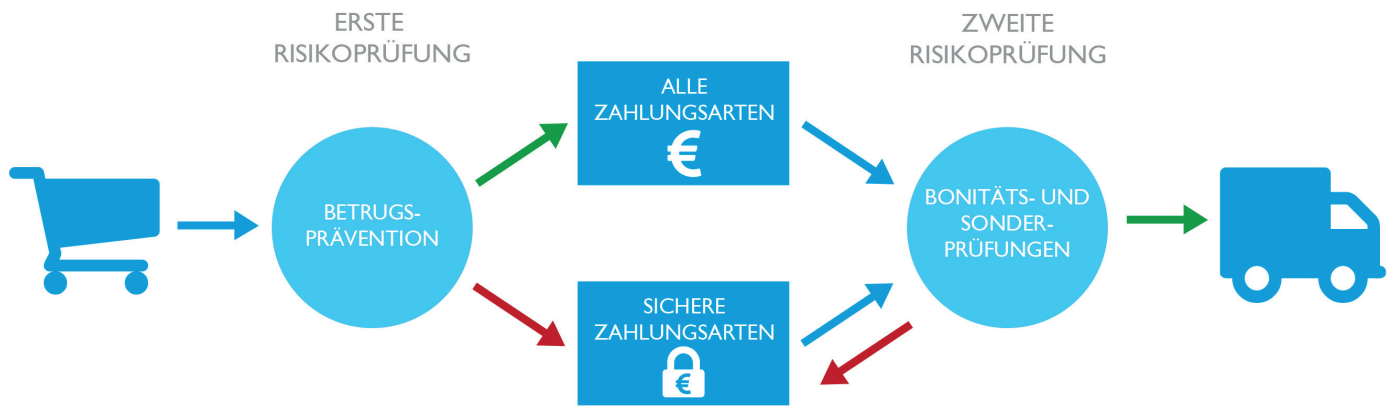 ERSTE
RISIKOPRÜFUNG
ZWEITE
RISIKOPRÜFUNG
BETRUGS-
PRÄVENTION
ALLE
ZAHLUNGSARTEN
€
SICHERE
ZAHLUNGSARTEN
€
BONITÄTS- UND
SONDER-
PRÜFUNGEN